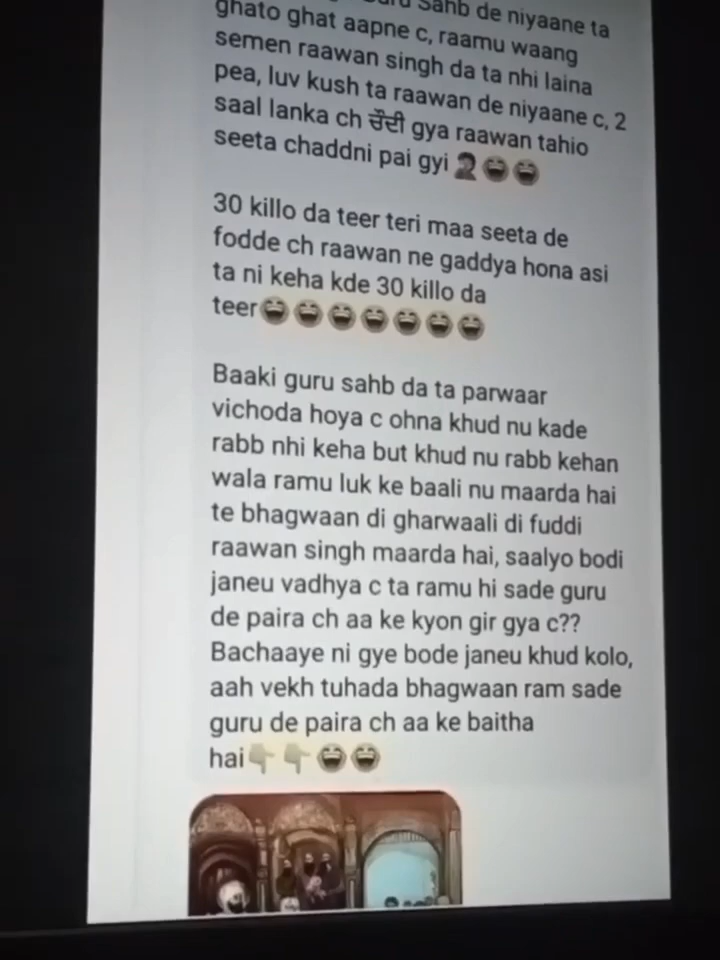 Sahb de niyaane ta
ghato ghat aapne c, raamu waang
semen raawan singh da ta nhi laina
pea, luv kush ta raawan de niyaane c, 2
saal lanka ch ਚੌਦੀ gya raawan tahio
seeta chaddni pai gyi 🤦😂😂
30 killo da teer teri maa seeta de
fodde ch raawan ne gaddya hona asi
ta ni keha kde 30 killo da
teer😂😂😂😂😂😂😂
Baaki guru sahb da ta parwaar
vichoda hoya c ohna khud nu kade
rabb nhi keha but khud nu rabb kehan
wala ramu luk ke baali nu maarda hai
te bhagwaan di gharwaali di fuddi
raawan singh maarda hai, saalyo bodi
janeu vadhya c ta ramu hi sade guru
de paira ch aa ke kyon gir gya c??
Bachaaye ni gye bode janeu khud kolo,
aah vekh tuhada bhagwaan ram sade
guru de paira ch aa ke baitha
hai👇👇😂😂